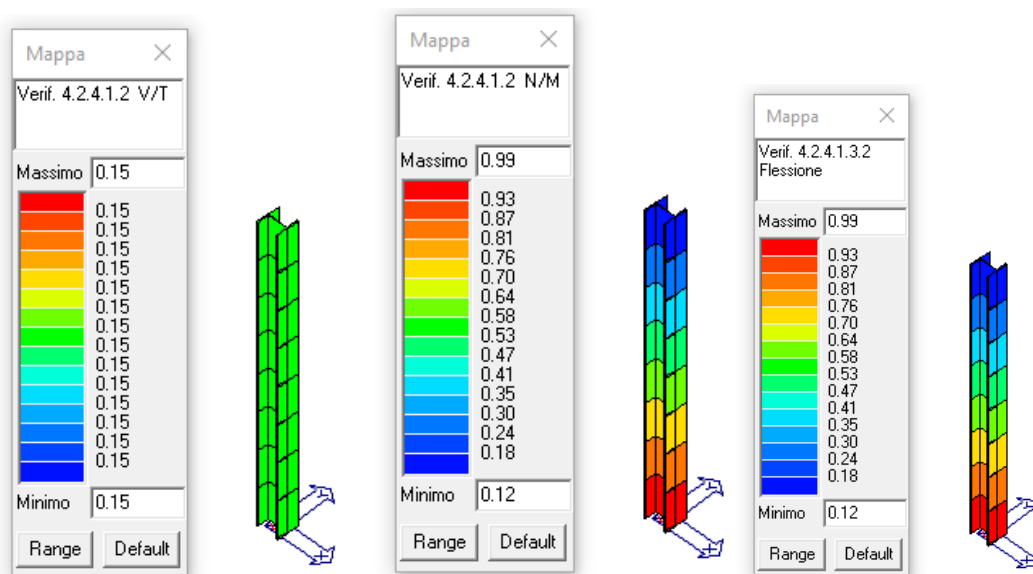 Mappa
Verif. 4.2.4.1.2 V/T
Massimo 0.15
0.15
0.15
0.15
0.15
0.15
0.15
0.15
0.15
0.15
0.15
0.15
0.15
0.15
0.15
Minimo 0.15
Range Default
Mappa
Verif. 4.2.4.1.2 N/M
Massimo 0.99
0.93
0.87
0.81
0.76
0.70
0.64
0.58
0.53
0.47
0.41
0.35
0.30
0.24
0.18
Minimo 0.12
Range Default
Mappa
Verif. 4.2.4.1.3.2
Flessione
Massimo 0.99
0.93
0.87
0.81
0.76
0.70
0.64
0.58
0.53
0.47
0.41
0.35
0.30
0.24
0.18
Minimo 0.12
Range Default